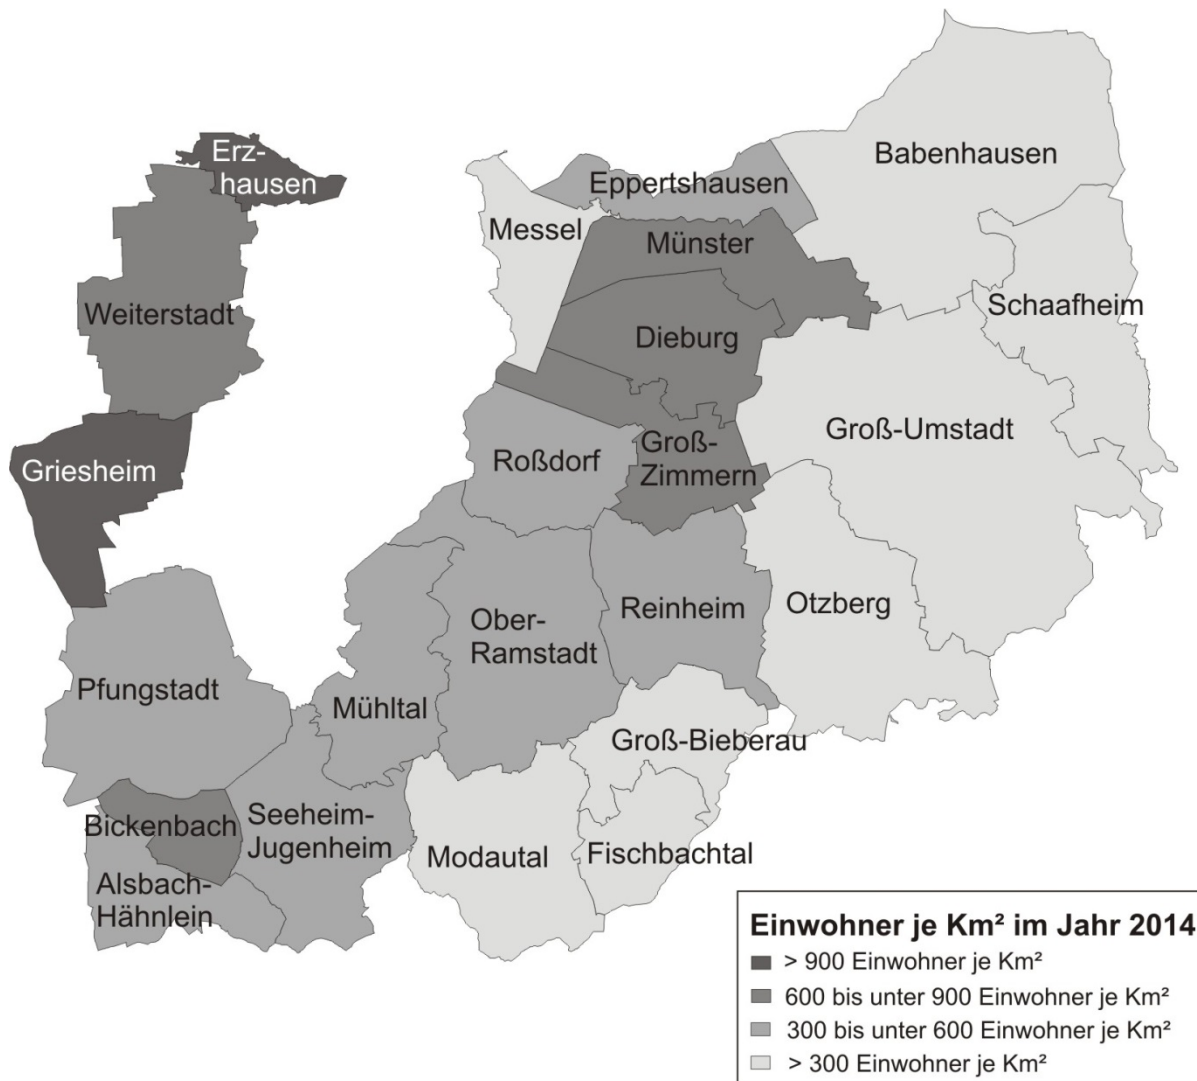 Erz-
hausen
Babenhausen
Eppertshausen
Messel
Münster
Weiterstadt
Schaafheim
Dieburg
Groß-Umstadt
Griesheim
Roßdorf
Groß-
Zimmern
Otzberg
Reinheim
Ober-
Ramstadt
Pfungstadt
Mühltal
Groß-Bieberau
Bickenbach
Seeheim-
Jugenheim
Modautal
Fischbachtal
Alsbach-
Hähnlein
Einwohner je Km² im Jahr 2014
> 900 Einwohner je Km²
600 bis unter 900 Einwohner je Km²
300 bis unter 600 Einwohner je Km²
> 300 Einwohner je Km²